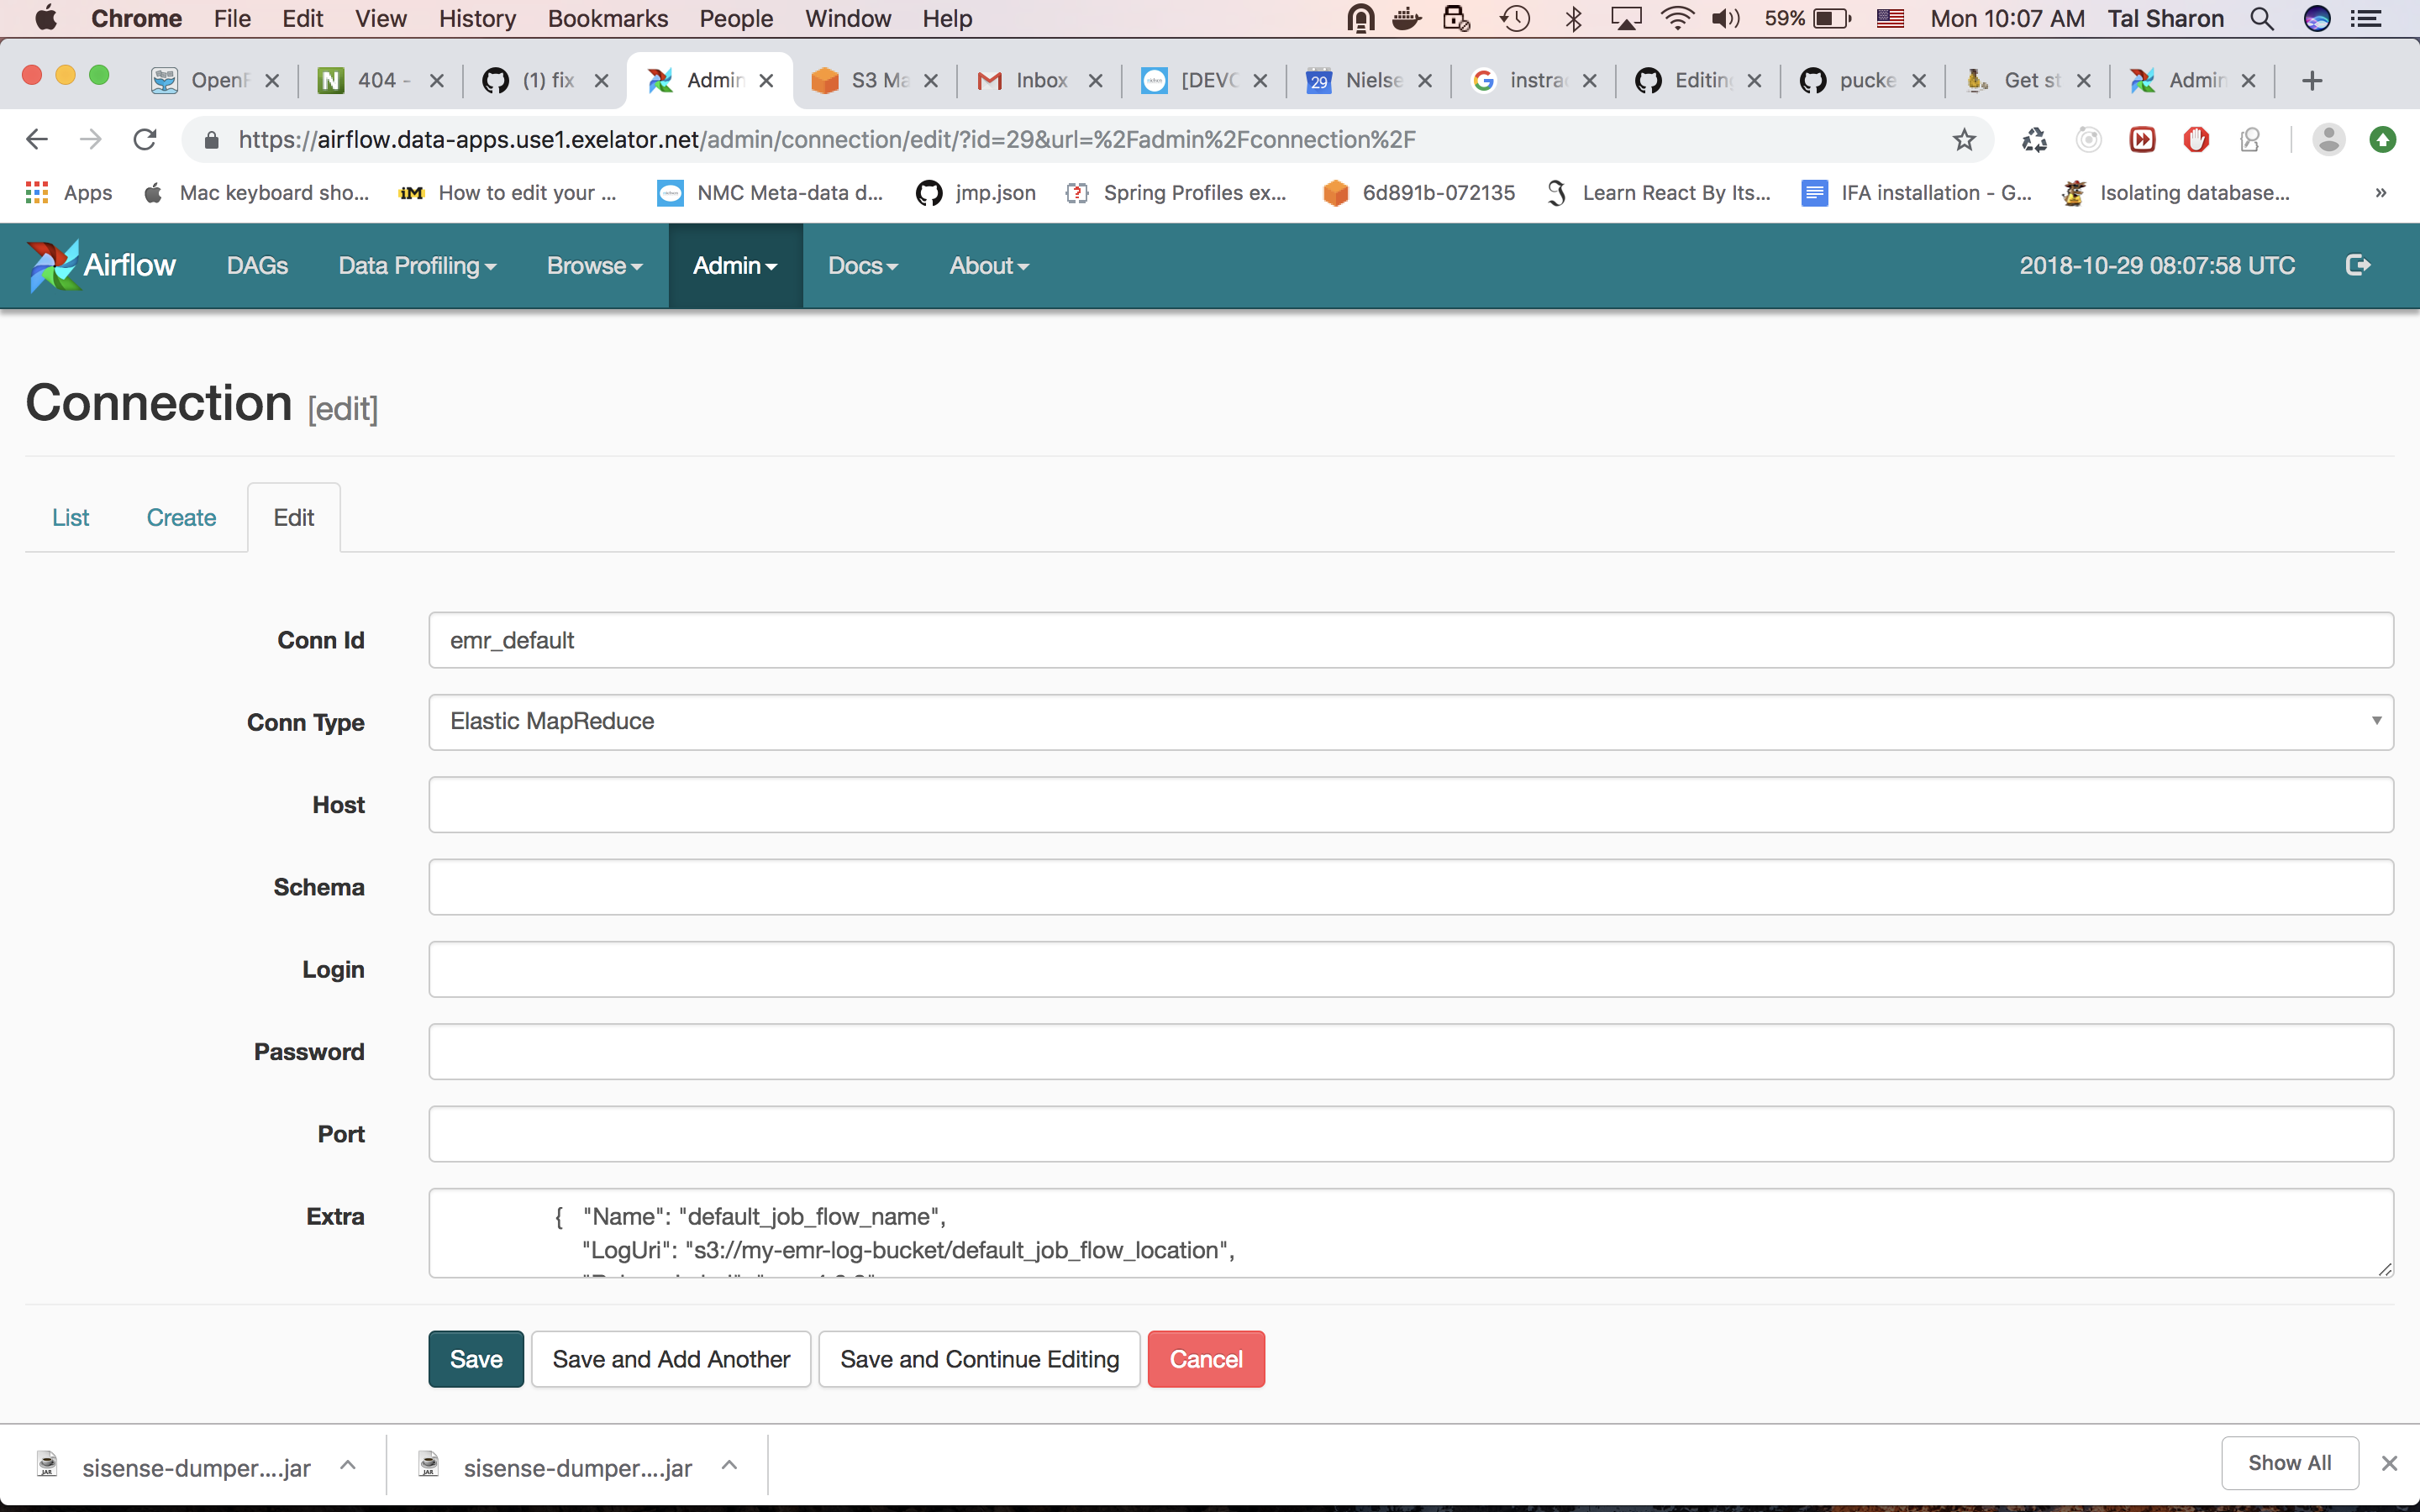 Chrome File Edit View History Bookmarks People Window Help 59% Mon 10:07 AM Tal Sharon
OpenF 404 - (1) fix Admin S3 Ma Inbox [DEVO Nielse instrac Editing pucke Get st Admin
https://airflow.data-apps.use1.exelator.net/admin/connection/edit/?id=29&url=%2Fadmin%2Fconnection%2F
Apps Mac keyboard sho... How to edit your ... NMC Meta-data d... jmp.json Spring Profiles ex... 6d891b-072135 Learn React By Its... IFA installation - G... Isolating database... »
Airflow DAGs Data Profiling Browse Admin Docs About 2018-10-29 08:07:58 UTC
Connection [edit]
List Create Edit
Conn Id emr_default
Conn Type Elastic MapReduce
Host
Schema
Login
Password
Port
Extra { "Name": "default_job_flow_name",
"LogUri": "s3://my-emr-log-bucket/default_job_flow_location",
Save Save and Add Another Save and Continue Editing Cancel
sisense-dumper....jar sisense-dumper....jar Show All